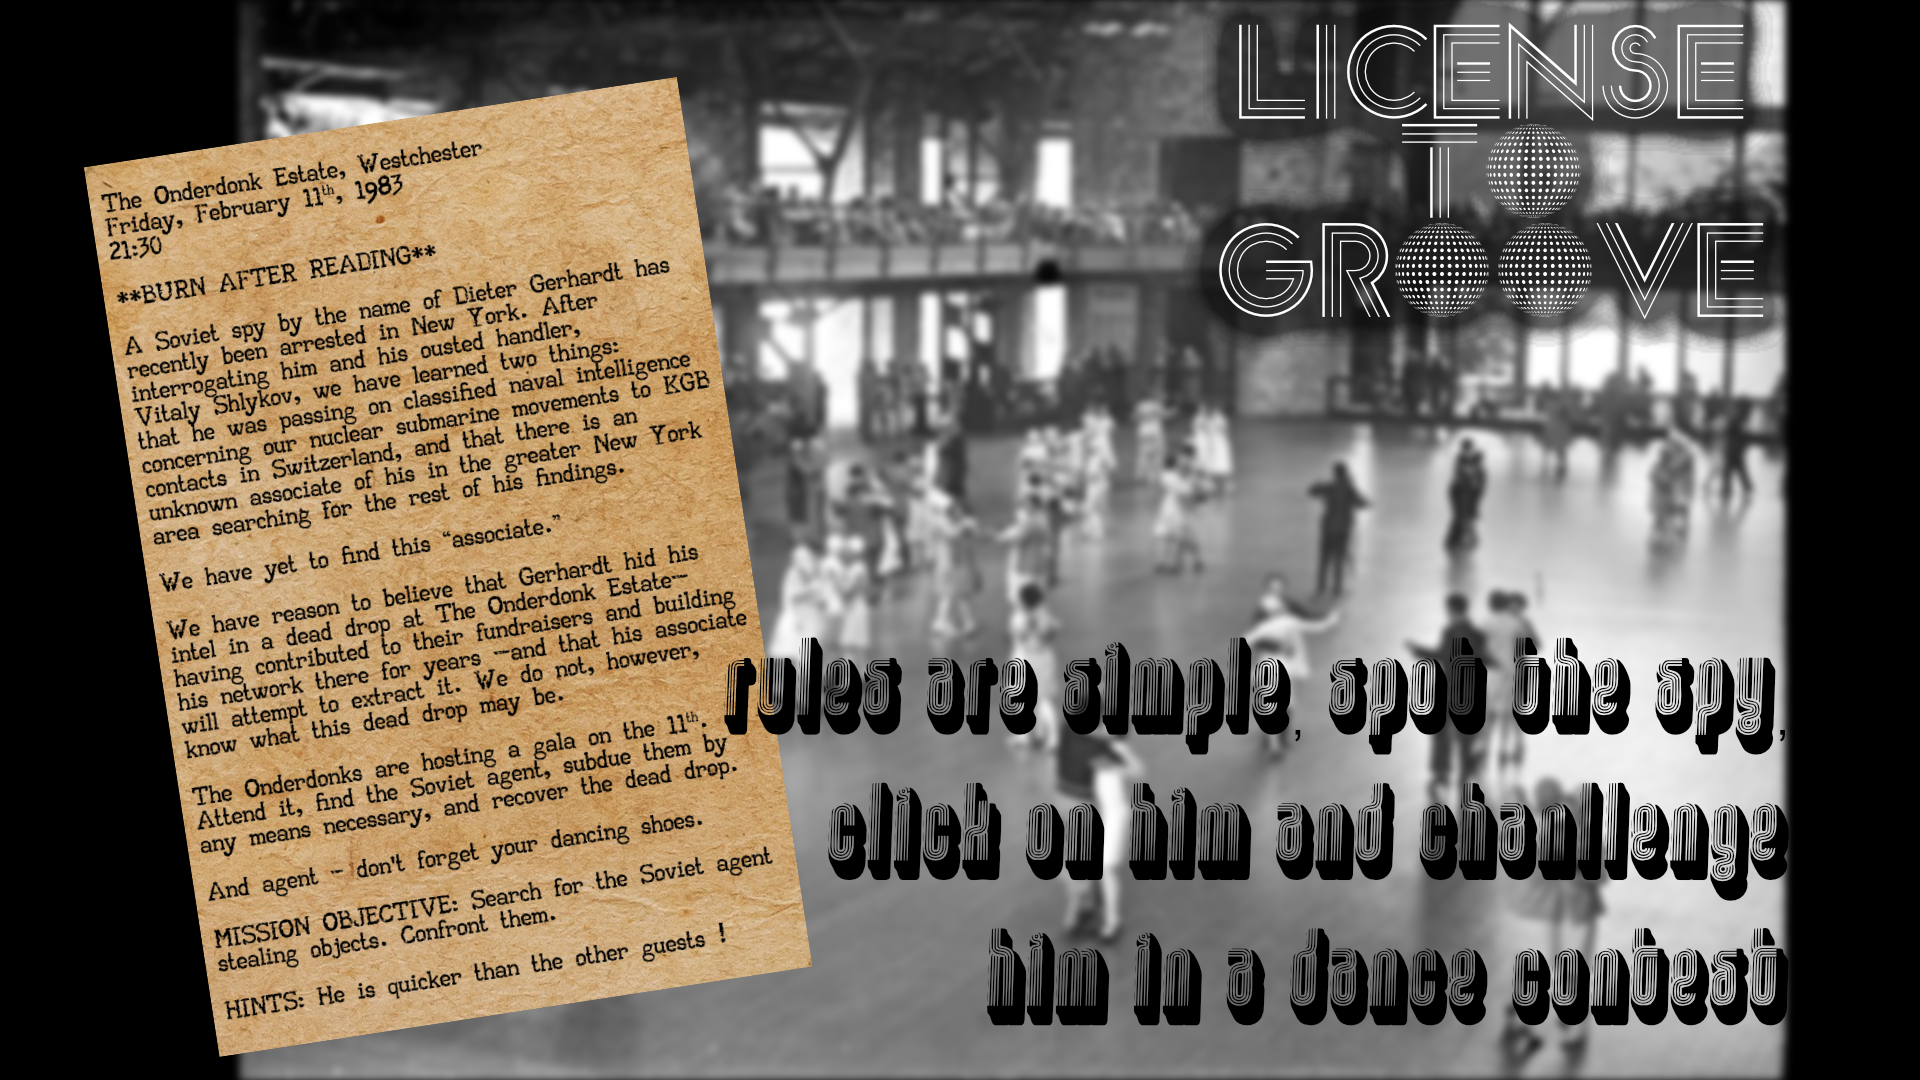 The Onderdonk Estate, Westchester
Friday, February 11th, 1983
21:30
**BURN AFTER READING**
A Soviet spy by the name of Dieter Gerhardt has
recently been arrested in New York. After
interrogating him and his ousted handler,
Vitaly Shlykov, we have learned two things:
that he was passing on classified naval intelligence
concerning our nuclear submarine movements to KGB
contacts in Switzerland, and that there is an
unknown associate of his in the greater New York
area searching for the rest of his findings.
We have yet to find this “associate.”
We have reason to believe that Gerhardt hid his
intel in a dead drop at The Onderdonk Estate—
having contributed to their fundraisers and building
his network there for years —and that his associate
will attempt to extract it. We do not, however,
know what this dead drop may be.
The Onderdonks are hosting a gala on the 11th.
Attend it, find the Soviet agent, subdue them by
any means necessary, and recover the dead drop.
And agent - don't forget your dancing shoes.
MISSION OBJECTIVE: Search for the Soviet agent
stealing objects. Confront them.
HINTS: He is quicker than the other guests !
LICENSE
TO
GROOVE
rules are simple, spot the spy,
click on him and chanllenge
him in a dance contest